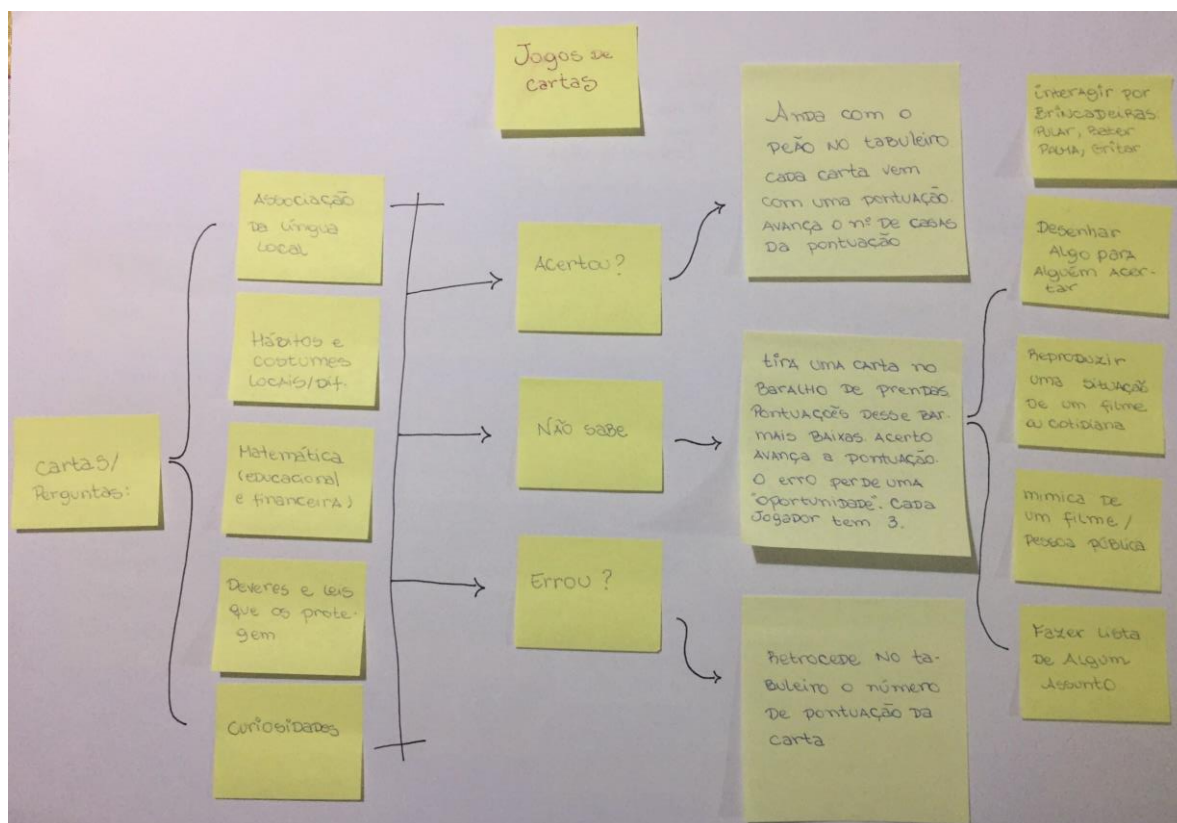 Jogos de
cartas
cartas/
Perguntas:
Associação
da língua
local
Hábitos e
costumes
locais/dif.
Matemática
(educacional
e financeira)
Deveres e leis
que os prote-
gem
curiosidades
Acertou?
Não sabe
Errou?
Anda com o
peão no tabuleiro
cada carta vem
com uma pontuação.
Avança o nº de casas
da pontuação
tira uma carta no
baralho de prendas.
Pontuações desse bar.
mais baixas. Acerto
avança a pontuação.
O erro perde uma
"oportunidade". Cada
Jogador tem 3.
Retrocede no ta-
buleiro o número
de pontuação da
carta
interagir por
Brincadeiras:
Pular, Bater
Palma, Gritar
Desenhar
Algo para
Alguém Acer-
tar
Reproduzir
uma situação
de um filme
ou cotidiana
mimica de
um filme/
Pessoa pública
Fazer lista
de Algum
Assunto